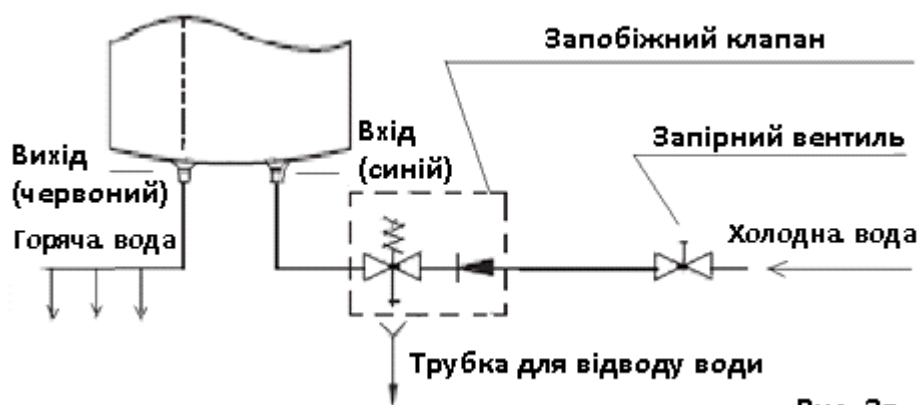 Запобіжний клапан
Вхід
(синій)
Запірний вентиль
Вихід
(червоний)
Горяча вода
Холодна вода
Трубка для відводу води